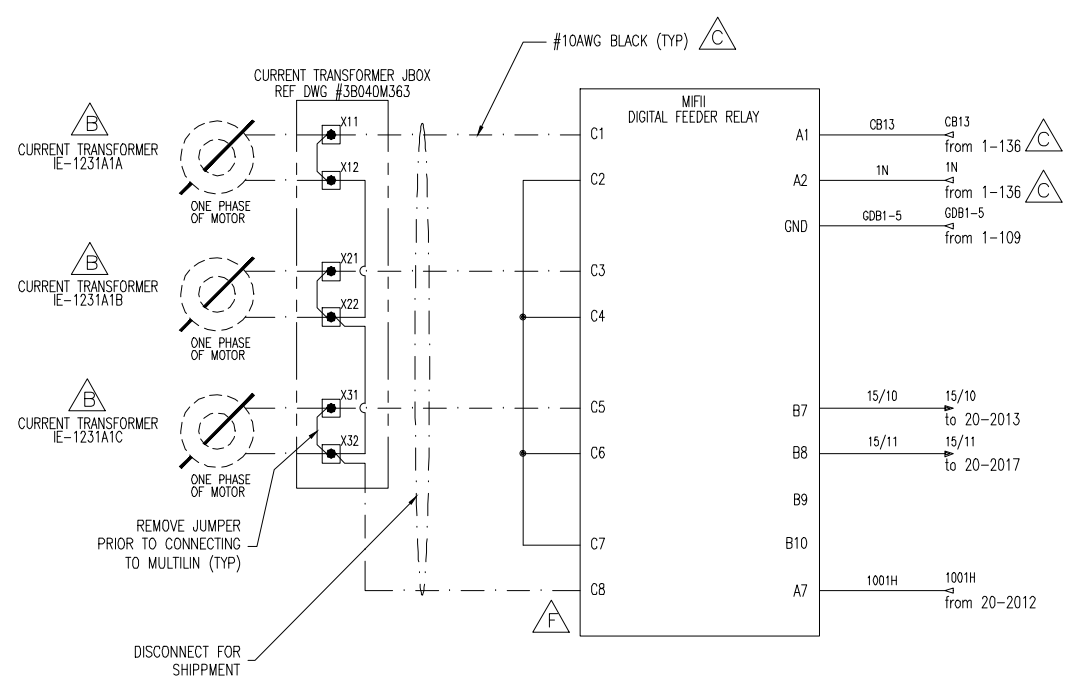 #10AWG BLACK (TYP)
C
CURRENT TRANSFORMER JBOX
REF DWG #3B040M363
B
CURRENT TRANSFORMER
IE-1231A1A
ONE PHASE
OF MOTOR
X11
X12
B
CURRENT TRANSFORMER
IE-1231A1B
ONE PHASE
OF MOTOR
X21
X22
B
CURRENT TRANSFORMER
IE-1231A1C
ONE PHASE
OF MOTOR
X31
X32
REMOVE JUMPER
PRIOR TO CONNECTING
TO MULTILIN (TYP)
DISCONNECT FOR
SHIPPMENT
F
MIFII
DIGITAL FEEDER RELAY
C1
C2
C3
C4
C5
C6
C7
C8
A1
A2
GND
B7
B8
B9
B10
A7
CB13
CB13
from 1-136
C
1N
1N
from 1-136
C
GDB1-5
GDB1-5
from 1-109
15/10
15/10
to 20-2013
15/11
15/11
to 20-2017
1001H
1001H
from 20-2012